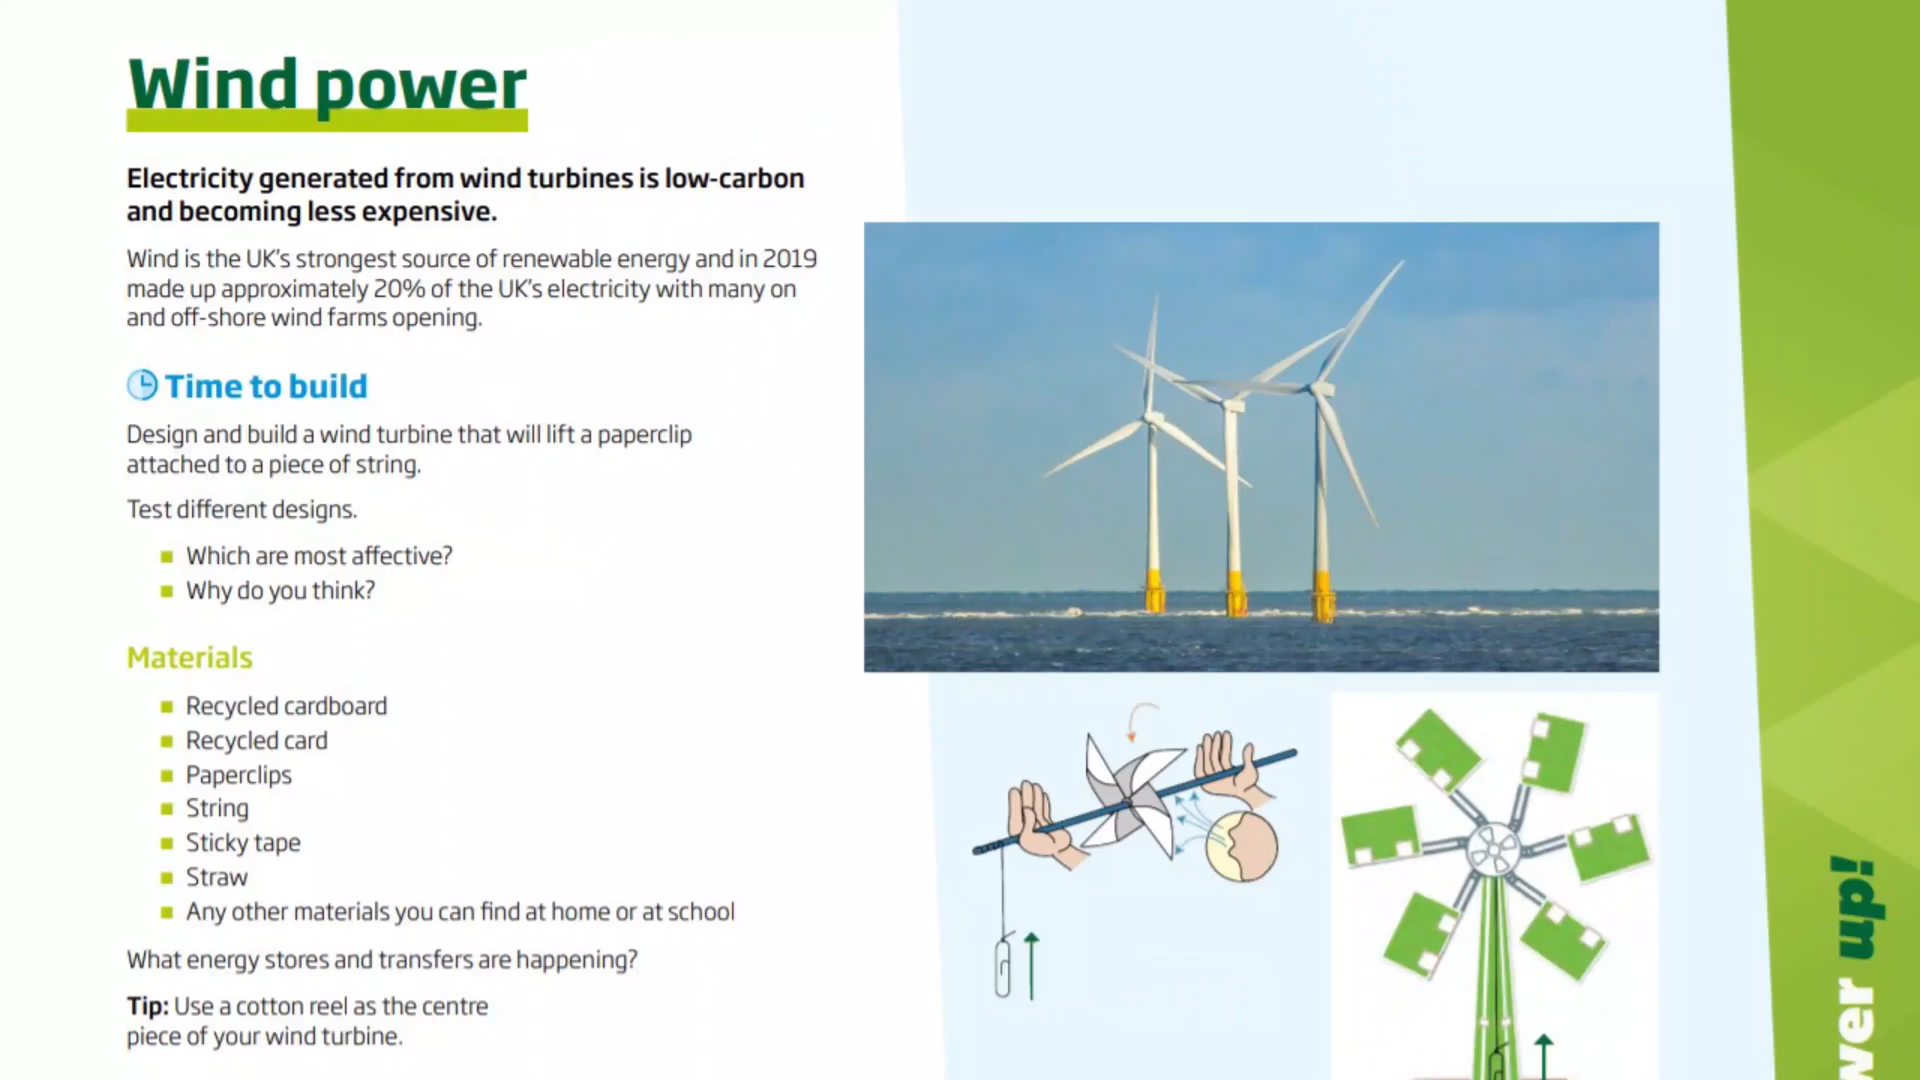 Wind power
Electricity generated from wind turbines is low-carbon
and becoming less expensive.
Wind is the UK's strongest source of renewable energy and in 2019
made up approximately 20% of the UK's electricity with many on
and off-shore wind farms opening.
Time to build
Design and build a wind turbine that will lift a paperclip
attached to a piece of string.
Test different designs.
Which are most affective?
Why do you think?
Materials
Recycled cardboard
Recycled card
Paperclips
String
Sticky tape
Straw
Any other materials you can find at home or at school
What energy stores and transfers are happening?
Tip: Use a cotton reel as the centre
piece of your wind turbine.
wer up!